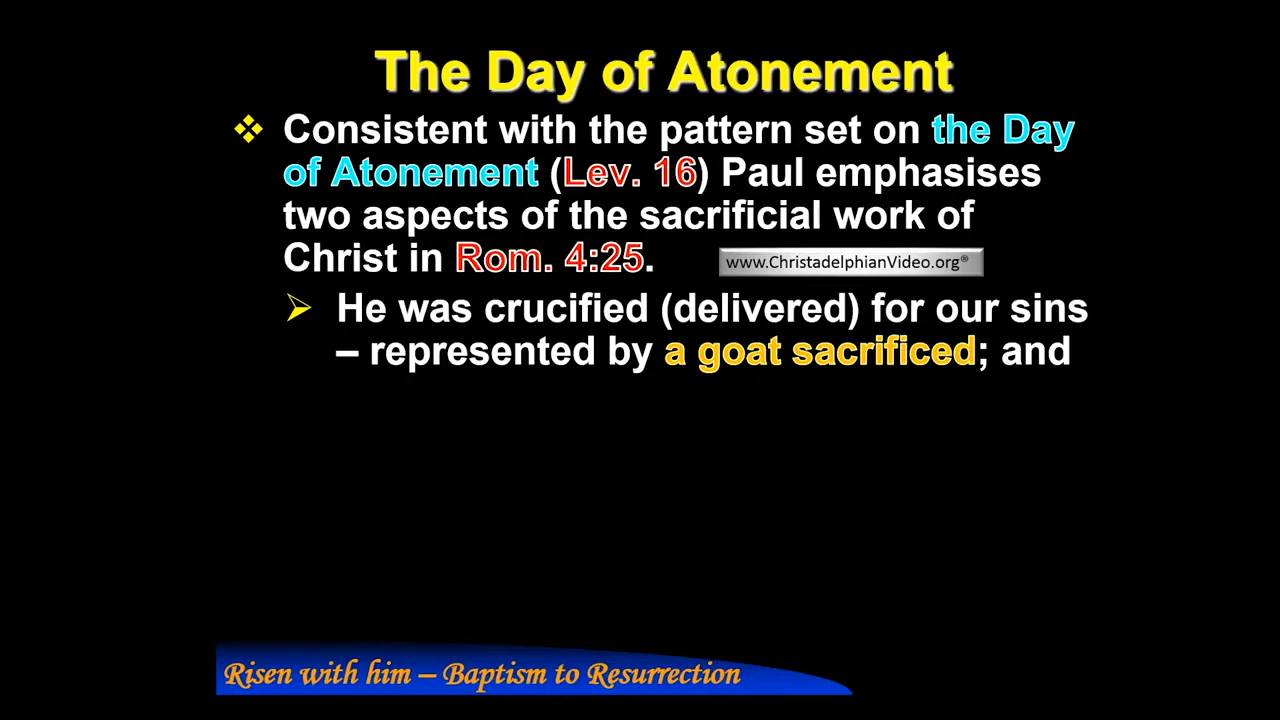 The Day of Atonement
Consistent with the pattern set on the Day
of Atonement (Lev. 16) Paul emphasises
two aspects of the sacrificial work of
Christ in Rom. 4:25.
www.ChristadelphianVideo.org®
He was crucified (delivered) for our sins
– represented by a goat sacrificed; and
Risen with him – Baptism to Resurrection